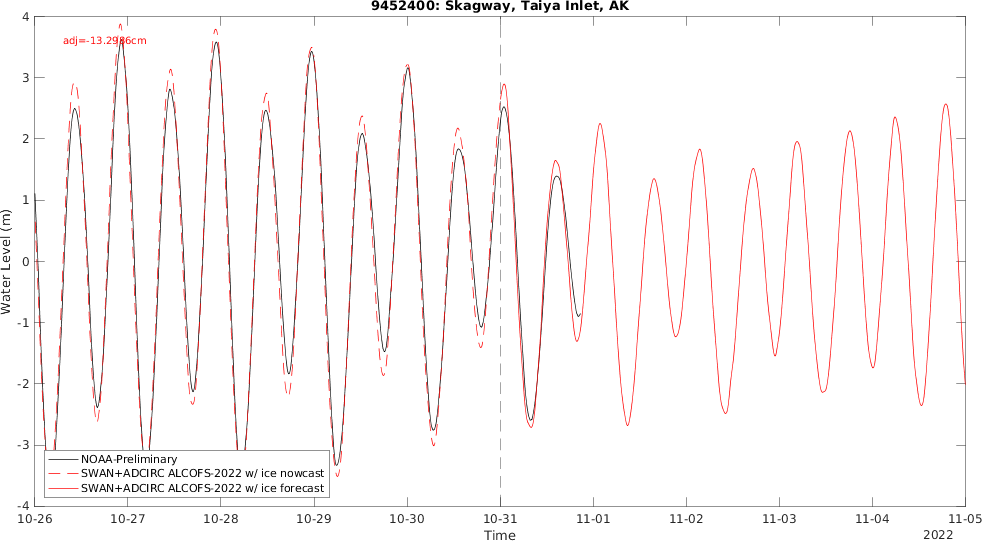 9452400: Skagway, Taiya Inlet, AK
adj=-13.2986cm
4
3
2
1
0
-1
-2
-3
-4
Water Level (m)
NOAA-Preliminary
SWAN+ADCIRC ALCOFS-2022 w/ ice nowcast
SWAN+ADCIRC ALCOFS-2022 w/ ice forecast
10-26 10-27 10-28 10-29 10-30 10-31 11-01 11-02 11-03 11-04 11-05
Time
2022